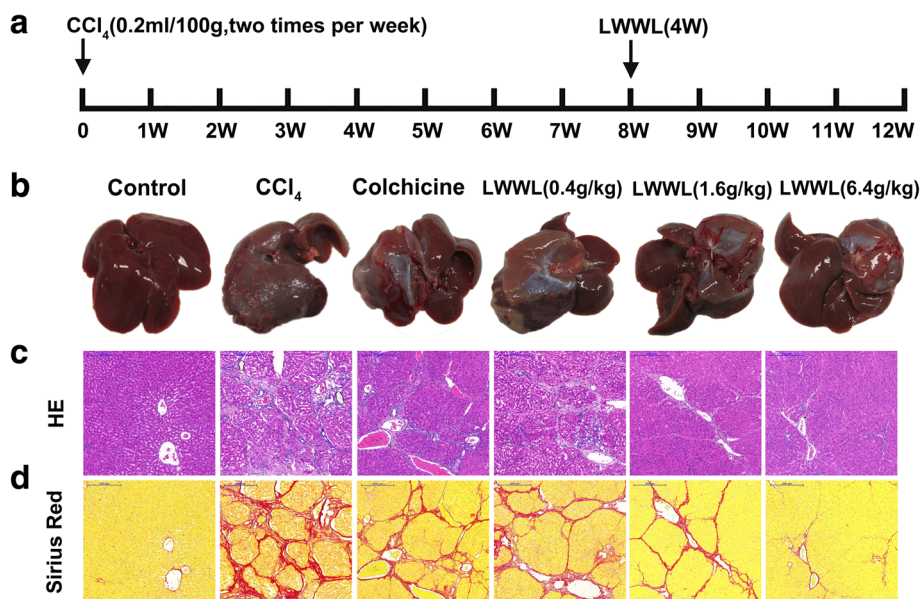 a
CCl₄(0.2ml/100g,two times per week)
LWWL(4W)
0 1W 2W 3W 4W 5W 6W 7W 8W 9W 10W 11W 12W
b
Control CCl₄ Colchicine LWWL(0.4g/kg) LWWL(1.6g/kg) LWWL(6.4g/kg)
c
HE
d
Sirius Red